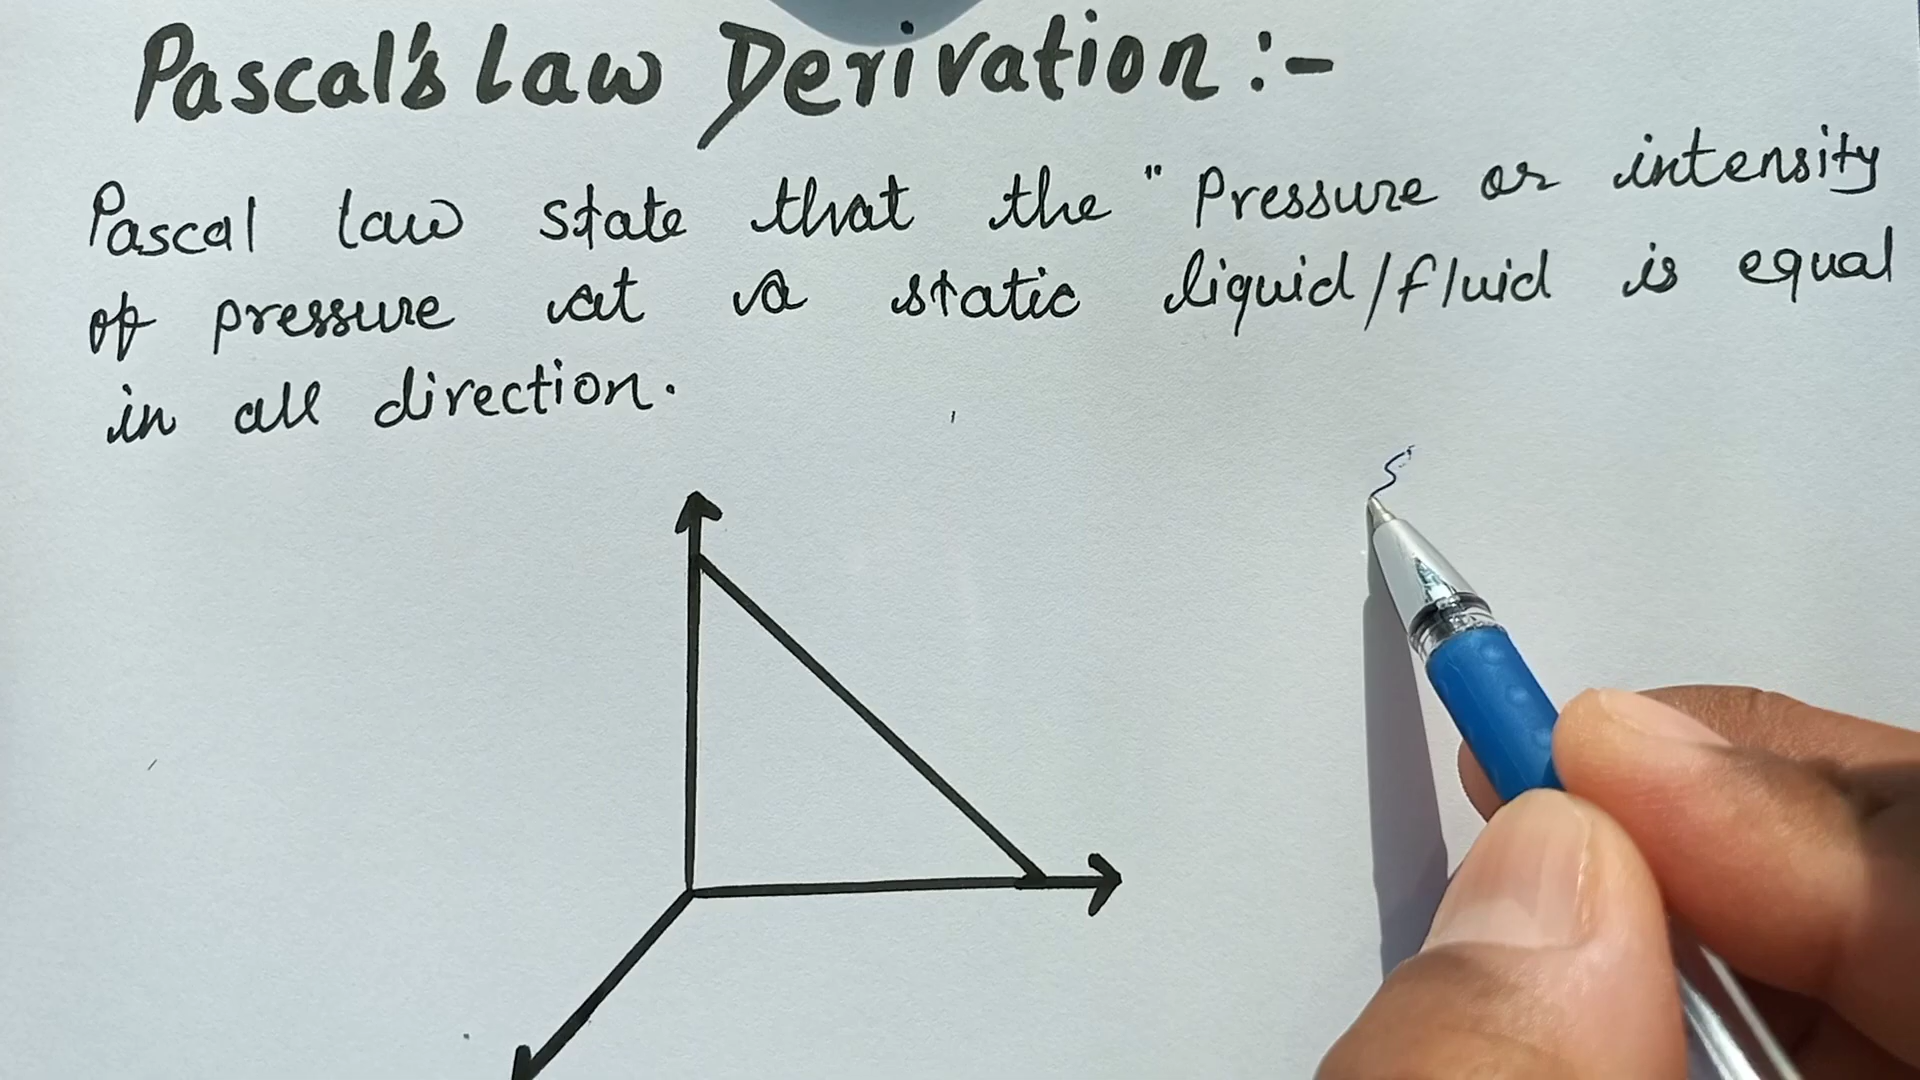 Pascal's Law Derivation :-
Pascal law state that the "Pressure or intensity
of pressure at a static liquid/fluid is equal
in all direction.